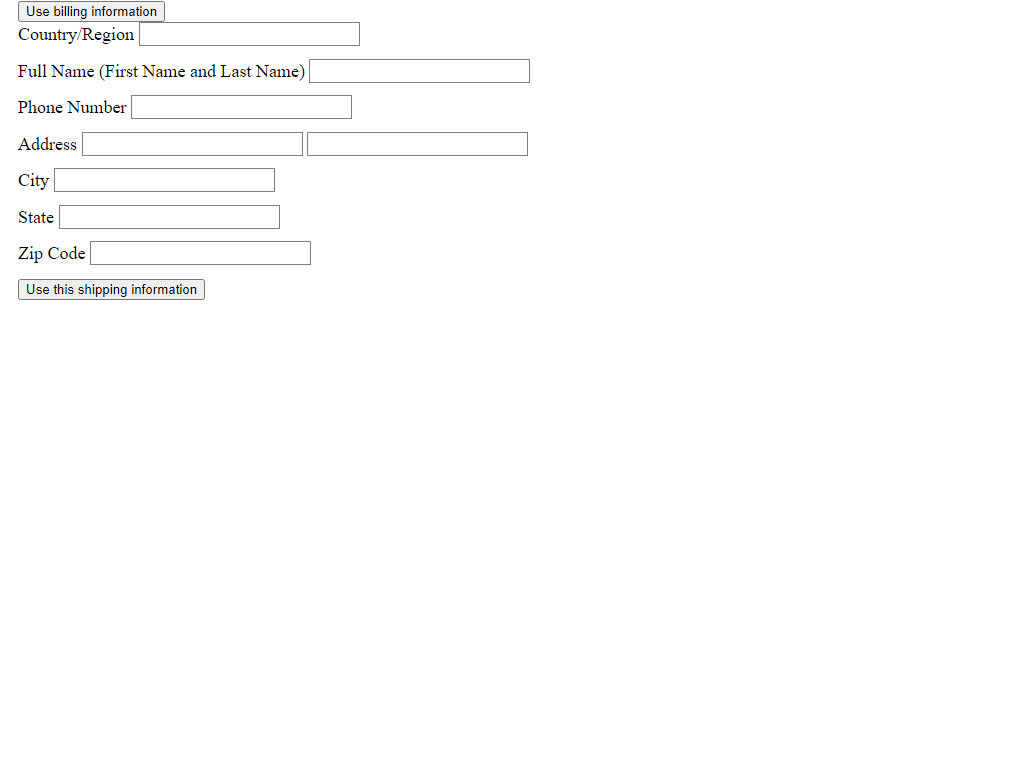 Use billing information
Country/Region
Full Name (First Name and Last Name)
Phone Number
Address
City
State
Zip Code
Use this shipping information